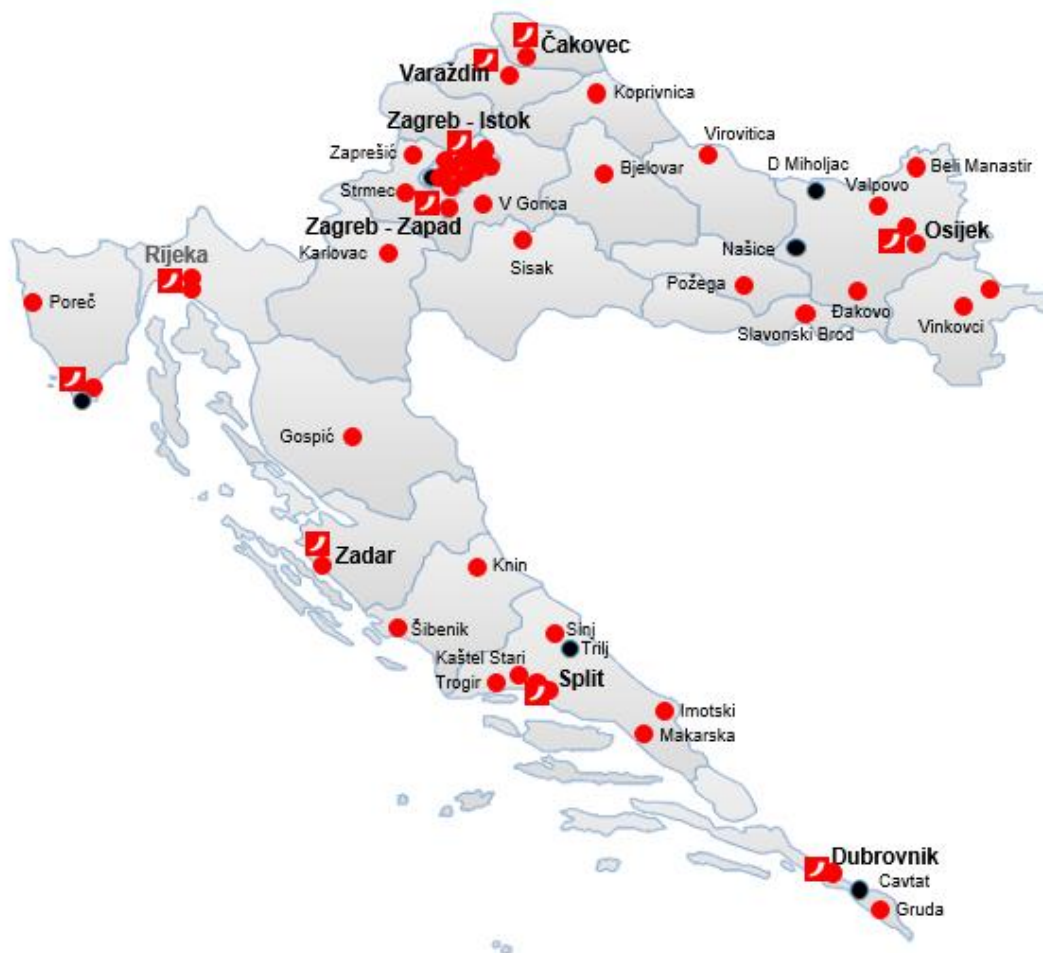 Čakovec
Varaždin
Koprivnica
Zagreb - Istok
Virovitica
Zaprešić
D Miholjac
Beli Manastir
Bjelovar
Valpovo
Strmec
V Gorica
Zagreb - Zapad
Osijek
Rijeka
Karlovac
Našice
Sisak
Požega
Poreč
Đakovo
Vinkovci
Slavonski Brod
Gospić
Zadar
Knin
Šibenik
Sinj
Trilj
Kaštel Stari
Trogir
Split
Imotski
Makarska
Dubrovnik
Cavtat
Gruda